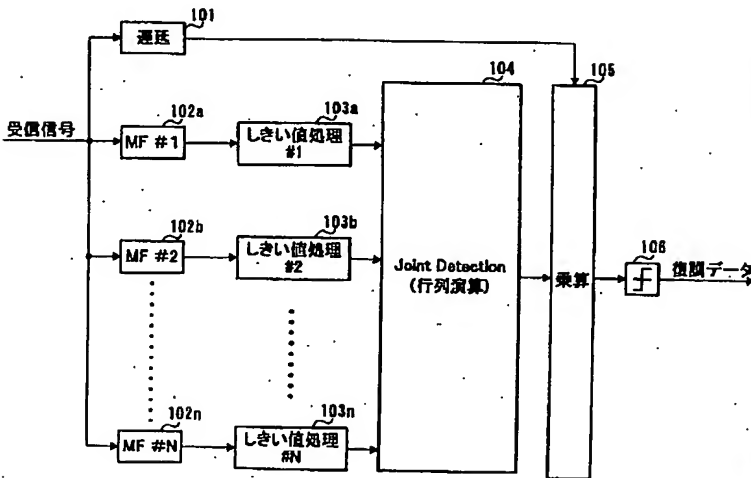 101
遅延
104
105
受信信号
102a
MF #1
103a
しきい値処理
#1
102b
MF #2
103b
しきい値処理
#2
Joint Detection
(行列演算)
乗算
106
復調データ
102n
MF #N
103n
しきい値処理
#N